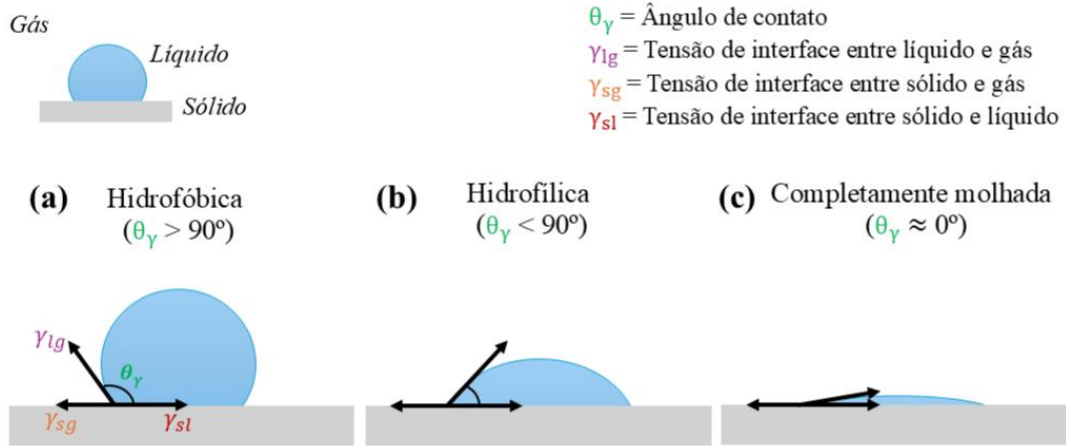 Gás
Líquido
Sólido
θγ = Ângulo de contato
γlg = Tensão de interface entre líquido e gás
γsg = Tensão de interface entre sólido e gás
γsl = Tensão de interface entre sólido e líquido
(a) Hidrofóbica
(θγ > 90º)
(b) Hidrofílica
(θγ < 90º)
(c) Completamente molhada
(θγ ≈ 0º)
γlg
θγ
γsg
γsl